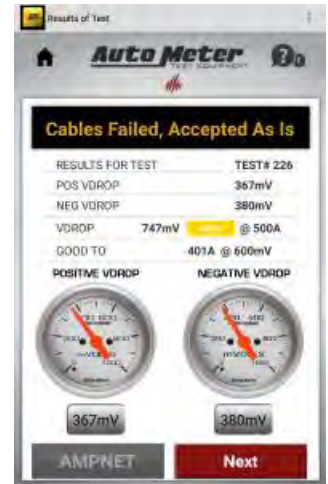 Results of Test
Auto Meter
TEST EQUIPMENT
Cables Failed, Accepted As Is
RESULTS FOR TEST TEST# 226
POS VDROP 367mV
NEG VDROP 380mV
VDROP 747mV @ 500A
GOOD TO 401A @ 600mV
POSITIVE VDROP NEGATIVE VDROP
mVOLTS
367mV 380mV
AMPNET Next